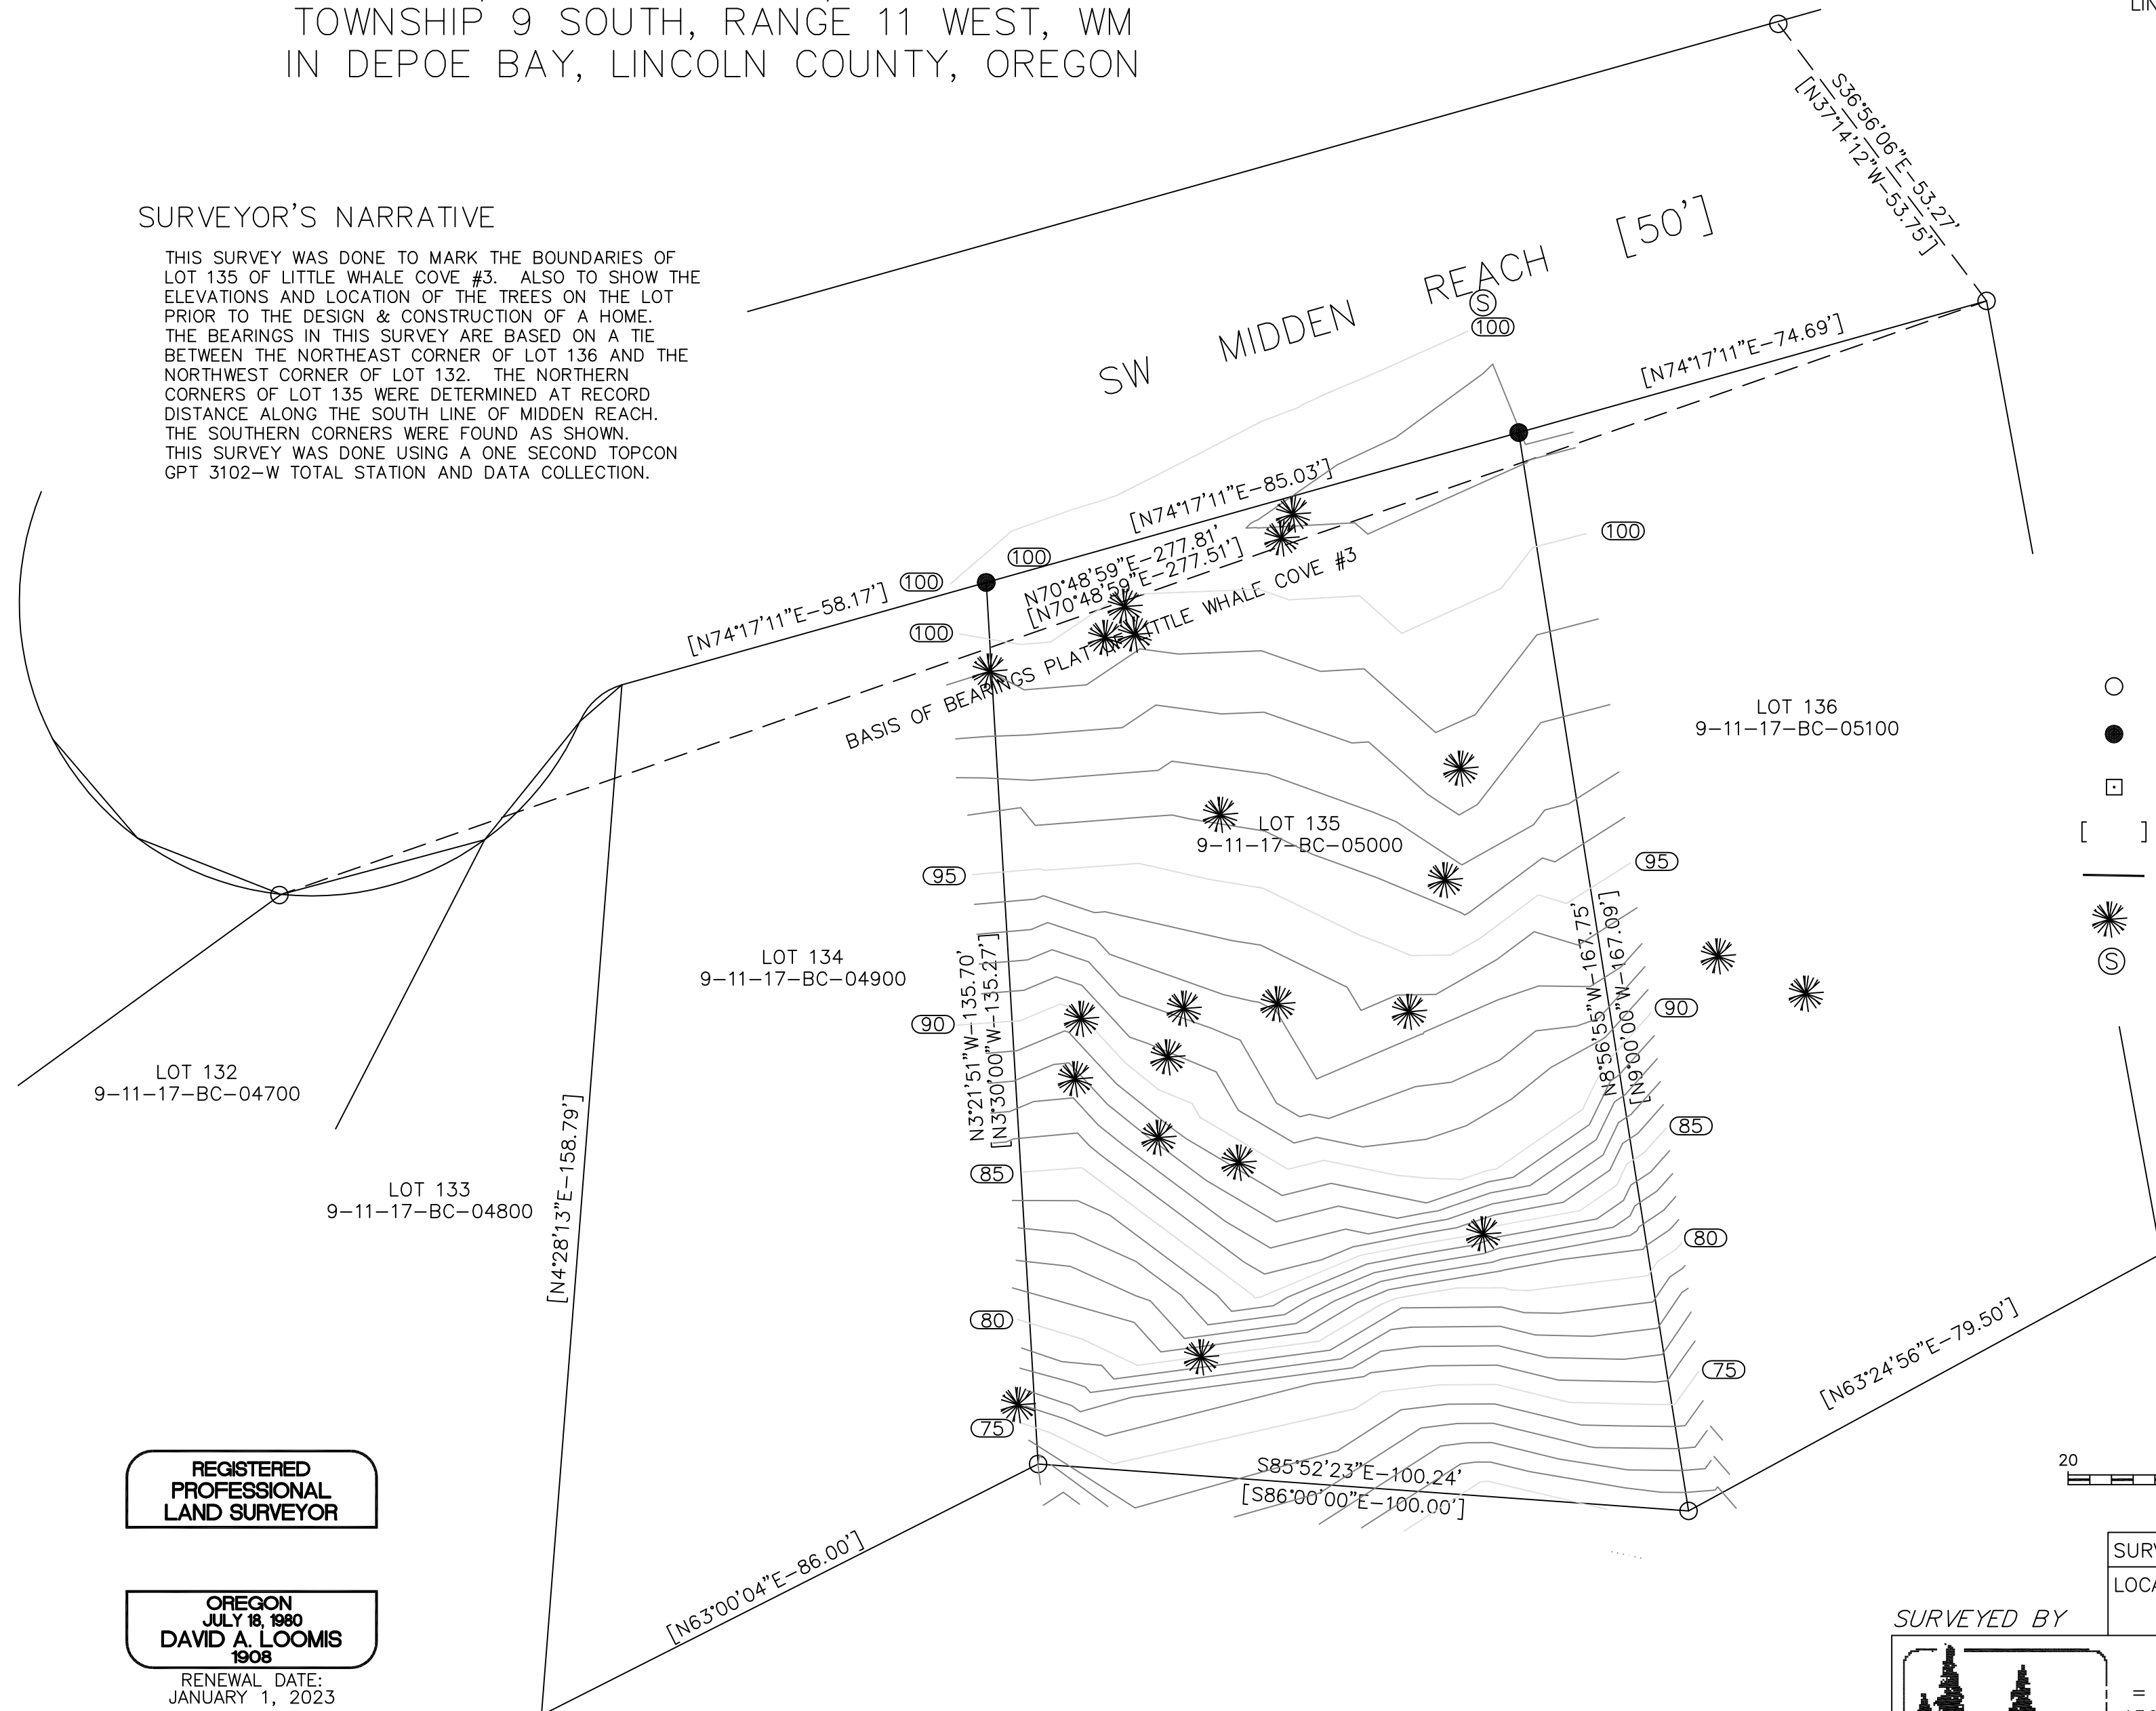 TOWNSHIP 9 SOUTH, RANGE 11 WEST, WM
IN DEPOE BAY, LINCOLN COUNTY, OREGON
LIN
S36°56'06"E-53.27'
[N37°14'12"W-53.75']
SURVEYOR'S NARRATIVE
THIS SURVEY WAS DONE TO MARK THE BOUNDARIES OF
LOT 135 OF LITTLE WHALE COVE #3. ALSO TO SHOW THE
ELEVATIONS AND LOCATION OF THE TREES ON THE LOT
PRIOR TO THE DESIGN & CONSTRUCTION OF A HOME.
THE BEARINGS IN THIS SURVEY ARE BASED ON A TIE
BETWEEN THE NORTHEAST CORNER OF LOT 136 AND THE
NORTHWEST CORNER OF LOT 132. THE NORTHERN
CORNERS OF LOT 135 WERE DETERMINED AT RECORD
DISTANCE ALONG THE SOUTH LINE OF MIDDEN REACH.
THE SOUTHERN CORNERS WERE FOUND AS SHOWN.
THIS SURVEY WAS DONE USING A ONE SECOND TOPCON
GPT 3102-W TOTAL STATION AND DATA COLLECTION.
SW MIDDEN REACH [50']
S
100
[N74°17'11"E-74.69']
[N74°17'11"E-85.03']
[N74°17'11"E-58.17']
100
100
100
100
N70°48'59"E-277.81'
[N70°48'59"E-277.51']
BASIS OF BEARINGS PLAT OF LITTLE WHALE COVE #3
LOT 136
9-11-17-BC-05100
LOT 135
9-11-17-BC-05000
[ ]
S
95
95
LOT 134
9-11-17-BC-04900
N3°21'51"W-135.70'
[N3°30'00"W-135.27']
N8°56'55"W-167.75'
[N9°00'00"W-167.09']
90
90
LOT 132
9-11-17-BC-04700
85
85
LOT 133
9-11-17-BC-04800
[N4°28'13"E-158.79']
80
80
75
75
[N63°24'56"E-79.50']
S85°52'23"E-100.24'
[S86°00'00"E-100.00']
[N63°00'04"E-86.00']
20
REGISTERED
PROFESSIONAL
LAND SURVEYOR
OREGON
JULY 18, 1980
DAVID A. LOOMIS
1908
RENEWAL DATE:
JANUARY 1, 2023
SURV
LOCA
SURVEYED BY
=